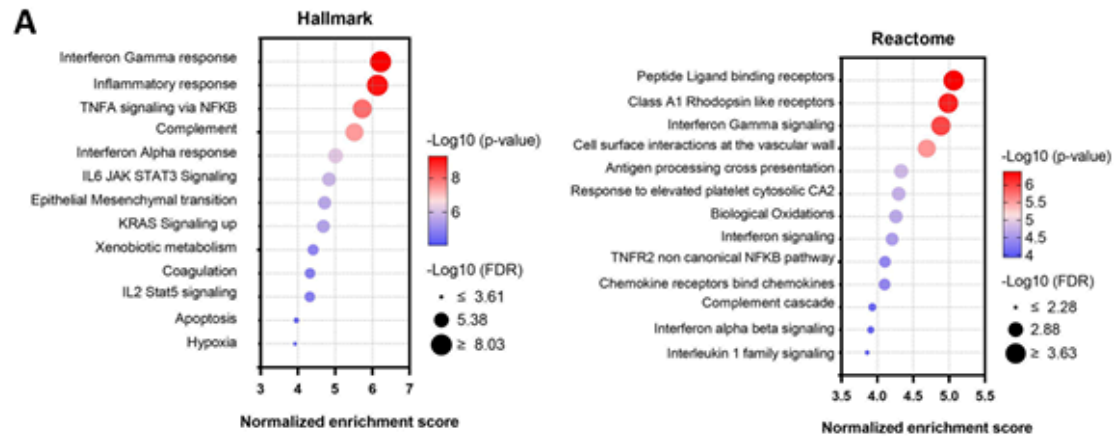 A
Hallmark
Interferon Gamma response
Inflammatory response
TNFA signaling via NFKB
Complement
Interferon Alpha response
IL6 JAK STAT3 Signaling
Epithelial Mesenchymal transition
KRAS Signaling up
Xenobiotic metabolism
Coagulation
IL2 Stat5 signaling
Apoptosis
Hypoxia
3 4 5 6 7
Normalized enrichment score
-Log10 (p-value)
8
6
-Log10 (FDR)
≤ 3.61
5.38
≥ 8.03
Reactome
Peptide Ligand binding receptors
Class A1 Rhodopsin like receptors
Interferon Gamma signaling
Cell surface interactions at the vascular wall
Antigen processing cross presentation
Response to elevated platelet cytosolic CA2
Biological Oxidations
Interferon signaling
TNFR2 non canonical NFKB pathway
Chemokine receptors bind chemokines
Complement cascade
Interferon alpha beta signaling
Interleukin 1 family signaling
3.5 4.0 4.5 5.0 5.5
Normalized enrichment score
-Log10 (p-value)
6
5.5
5
4.5
4
-Log10 (FDR)
≤ 2.28
2.88
≥ 3.63